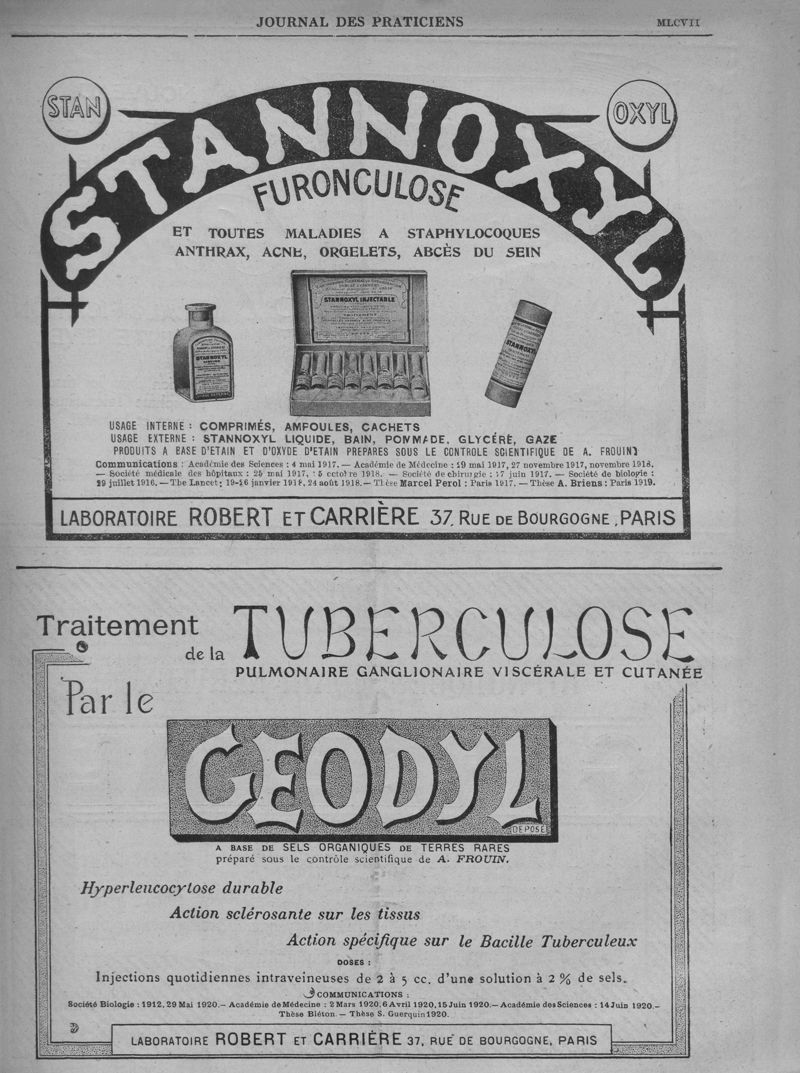 JOURNAL DES PRATICIENS
MLCVII
STAN
OXYL
STANNOXYL
FURONCULOSE
ET TOUTES MALADIES A STAPHYLOCOQUES
ANTHRAX, ACNE, ORGELETS, ABCÈS DU SEIN
STANNOXYL INJECTABLE
STANNOXYL
STANNOXYL
USAGE INTERNE : COMPRIMÉS, AMPOULES, CACHETS
USAGE EXTERNE : STANNOXYL LIQUIDE, BAIN, POMMADE, GLYCÉRÉ, GAZE
PRODUITS A BASE D'ETAIN ET D'OXYDE D'ETAIN PREPARES SOUS LE CONTROLE SCIENTIFIQUE DE A. FROUIN)
Communications : Académie des Sciences : 4 mai 1917. — Académie de Médecine : 29 mai 1917, 27 novembre 1917, novembre 1918.
— Société médicale des hôpitaux : 25 mai 1917, 15 octobre 1918. — Société de chirurgie : 17 juin 1917. — Société de biologie :
29 juillet 1916. — The Lancet : 19-26 janvier 1918, 24 août 1918. — Thèse Marcel Perol : Paris 1917. — Thèse A. Briens : Paris 1919.
LABORATOIRE ROBERT ET CARRIÈRE 37, RUE DE BOURGOGNE, PARIS
Traitement
de la
TUBERCULOSE
PULMONAIRE GANGLIONAIRE VISCÉRALE ET CUTANÉE
Par le
GEODYL
DÉPOSÉ
A BASE DE SELS ORGANIQUES DE TERRES RARES
préparé sous le contrôle scientifique de A. FROUIN.
Hyperleucocytose durable
Action sclérosante sur les tissus
Action spécifique sur le Bacille Tuberculeux
DOSES :
Injections quotidiennes intraveineuses de 2 à 5 cc. d'une solution à 2 % de sels.
COMMUNICATIONS :
Société Biologie : 1912, 29 Mai 1920. — Académie de Médecine : 2 Mars 1920, 6 Avril 1920, 15 Juin 1920. — Académie des Sciences : 14 Juin 1920. —
Thèse Bléton. — Thèse S. Guerquin 1920.
LABORATOIRE ROBERT ET CARRIÈRE 37, RUE DE BOURGOGNE, PARIS